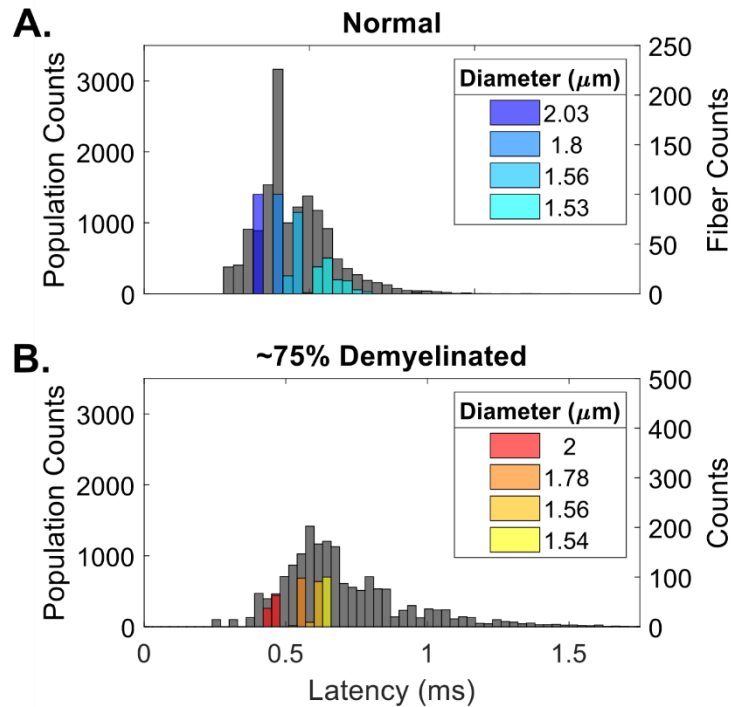 A.
Normal
Population Counts
3000
2000
1000
0
250
200
150
100
50
0
Fiber Counts
Diameter (μm)
2.03
1.8
1.56
1.53
B.
~75% Demyelinated
Population Counts
3000
2000
1000
0
500
400
300
200
100
0
Counts
Diameter (μm)
2
1.78
1.56
1.54
0 0.5 1 1.5
Latency (ms)